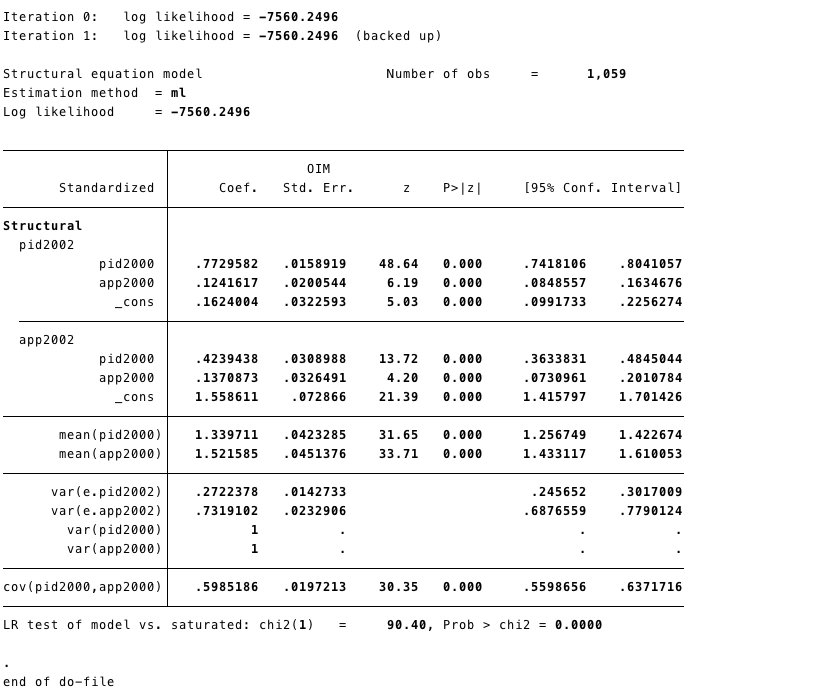 Iteration 0:   log likelihood = -7560.2496
Iteration 1:   log likelihood = -7560.2496  (backed up)
Structural equation model                       Number of obs     =      1,059
Estimation method  = ml
Log likelihood     = -7560.2496
OIM
Standardized        Coef.   Std. Err.      z    P>|z|     [95% Conf. Interval]
Structural
pid2002
pid2000     .7729582   .0158919    48.64   0.000     .7418106    .8041057
app2000     .1241617   .0200544     6.19   0.000     .0848557    .1634676
_cons     .1624004   .0322593     5.03   0.000     .0991733    .2256274
app2002
pid2000     .4239438   .0308988    13.72   0.000     .3633831    .4845044
app2000     .1370873   .0326491     4.20   0.000     .0730961    .2010784
_cons     1.558611    .072866    21.39   0.000     1.415797    1.701426
mean(pid2000)    1.339711   .0423285    31.65   0.000     1.256749    1.422674
mean(app2000)    1.521585   .0451376    33.71   0.000     1.433117    1.610053
var(e.pid2002)    .2722378   .0142733                       .245652    .3017009
var(e.app2002)    .7319102   .0232906                      .6876559    .7790124
var(pid2000)           1          .                             .           .
var(app2000)           1          .                             .           .
cov(pid2000,app2000)    .5985186   .0197213    30.35   0.000     .5598656    .6371716
LR test of model vs. saturated: chi2(1)   =     90.40, Prob > chi2 = 0.0000
.
end of do-file